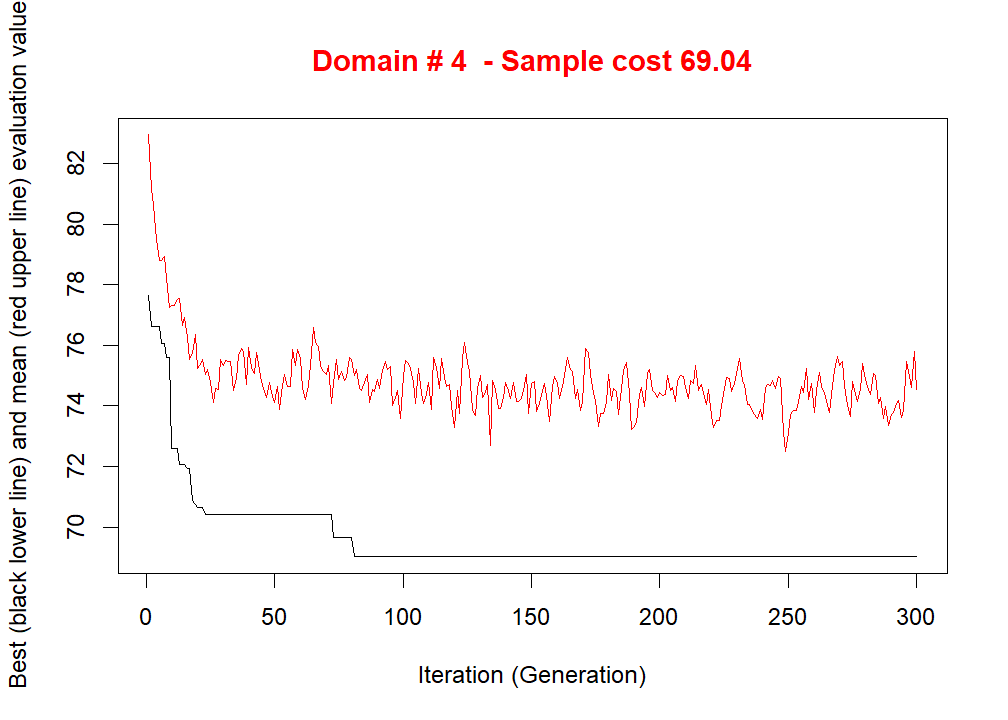 Domain # 4  - Sample cost 69.04
Best (black lower line) and mean (red upper line) evaluation value
82
80
78
76
74
72
70
0 50 100 150 200 250 300
Iteration (Generation)